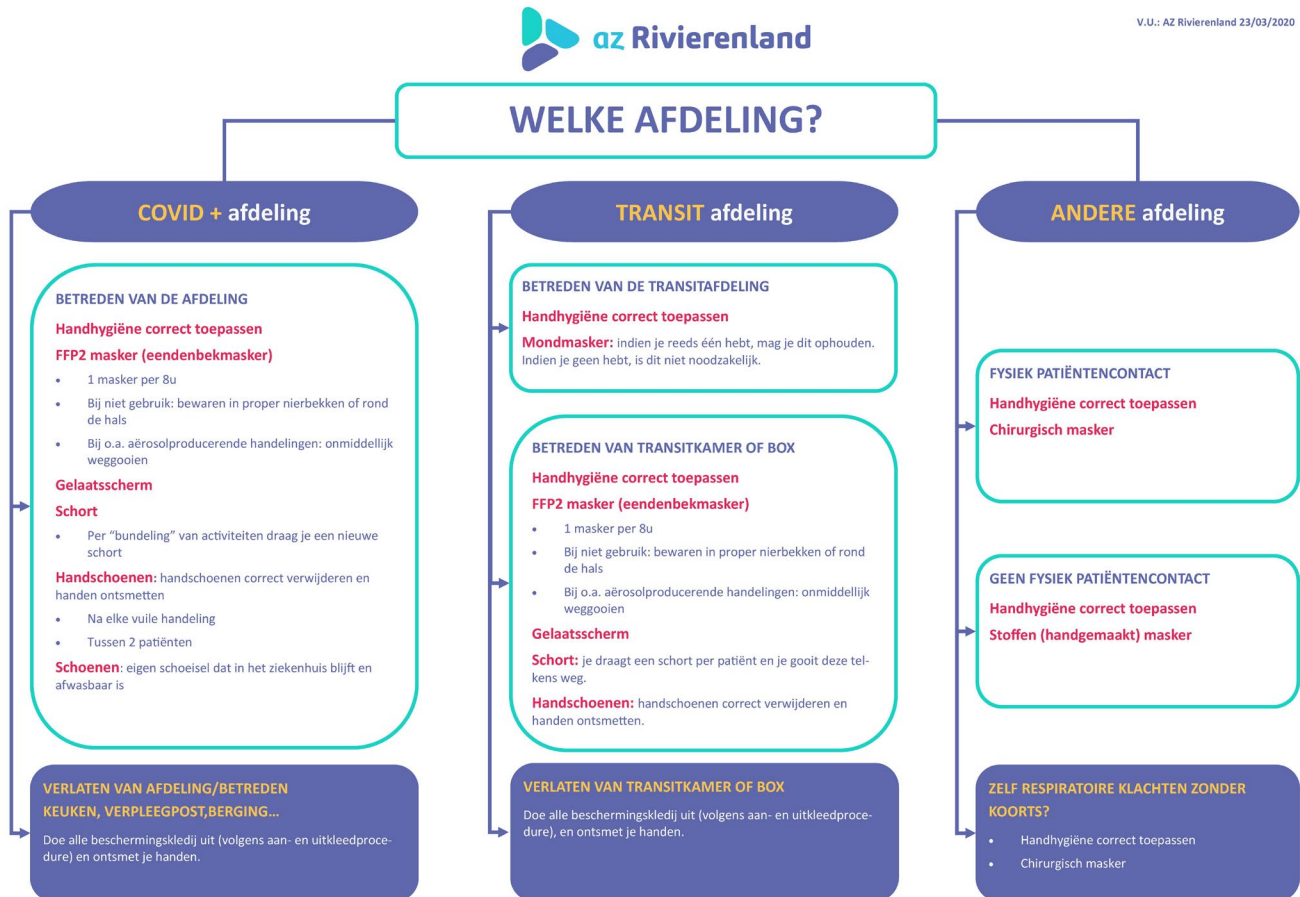 az Rivierenland
V.U.: AZ Rivierenland 23/03/2020
WELKE AFDELING?
COVID + afdeling
BETREDEN VAN DE AFDELING
Handhygiëne correct toepassen
FFP2 masker (eendenbekmasker)
• 1 masker per 8u
• Bij niet gebruik: bewaren in proper nierbekken of rond
de hals
• Bij o.a. aërosolproducerende handelingen: onmiddellijk
weggooien
Gelaatsscherm
Schort
• Per “bundeling” van activiteiten draag je een nieuwe
schort
Handschoenen: handschoenen correct verwijderen en
handen ontsmetten
• Na elke vuile handeling
• Tussen 2 patiënten
Schoenen: eigen schoeisel dat in het ziekenhuis blijft en
afwasbaar is
VERLATEN VAN AFDELING/BETREDEN
KEUKEN, VERPLEEGPOST,BERGING…
Doe alle beschermingskledij uit (volgens aan- en uitkleedproce-
dure) en ontsmet je handen.
TRANSIT afdeling
BETREDEN VAN DE TRANSITAFDELING
Handhygiëne correct toepassen
Mondmasker: indien je reeds één hebt, mag je dit ophouden.
Indien je geen hebt, is dit niet noodzakelijk.
BETREDEN VAN TRANSITKAMER OF BOX
Handhygiëne correct toepassen
FFP2 masker (eendenbekmasker)
• 1 masker per 8u
• Bij niet gebruik: bewaren in proper nierbekken of rond
de hals
• Bij o.a. aërosolproducerende handelingen: onmiddellijk
weggooien
Gelaatsscherm
Schort: je draagt een schort per patiënt en je gooit deze tel-
kens weg.
Handschoenen: handschoenen correct verwijderen en
handen ontsmetten.
VERLATEN VAN TRANSITKAMER OF BOX
Doe alle beschermingskledij uit (volgens aan- en uitkleedproce-
dure), en ontsmet je handen.
ANDERE afdeling
FYSIEK PATIËNTENCONTACT
Handhygiëne correct toepassen
Chirurgisch masker
GEEN FYSIEK PATIËNTENCONTACT
Handhygiëne correct toepassen
Stoffen (handgemaakt) masker
ZELF RESPIRATOIRE KLACHTEN ZONDER
KOORTS?
• Handhygiëne correct toepassen
• Chirurgisch masker